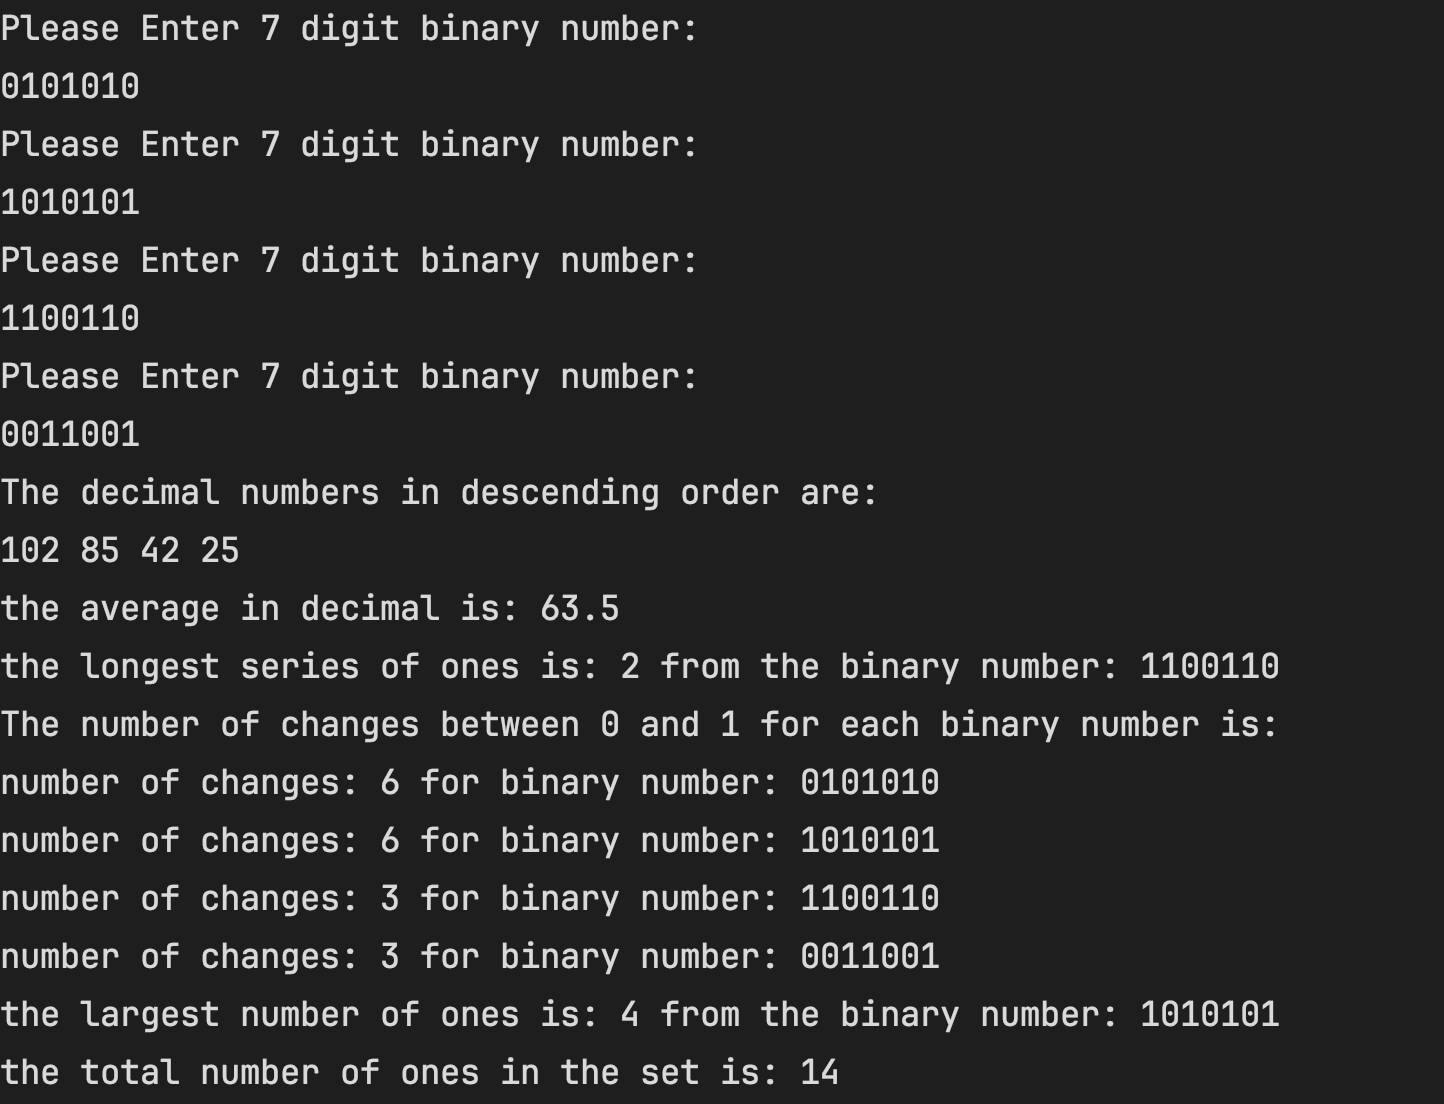 Please Enter 7 digit binary number:
0101010
Please Enter 7 digit binary number:
1010101
Please Enter 7 digit binary number:
1100110
Please Enter 7 digit binary number:
0011001
The decimal numbers in descending order are:
102 85 42 25
the average in decimal is: 63.5
the longest series of ones is: 2 from the binary number: 1100110
The number of changes between 0 and 1 for each binary number is:
number of changes: 6 for binary number: 0101010
number of changes: 6 for binary number: 1010101
number of changes: 3 for binary number: 1100110
number of changes: 3 for binary number: 0011001
the largest number of ones is: 4 from the binary number: 1010101
the total number of ones in the set is: 14